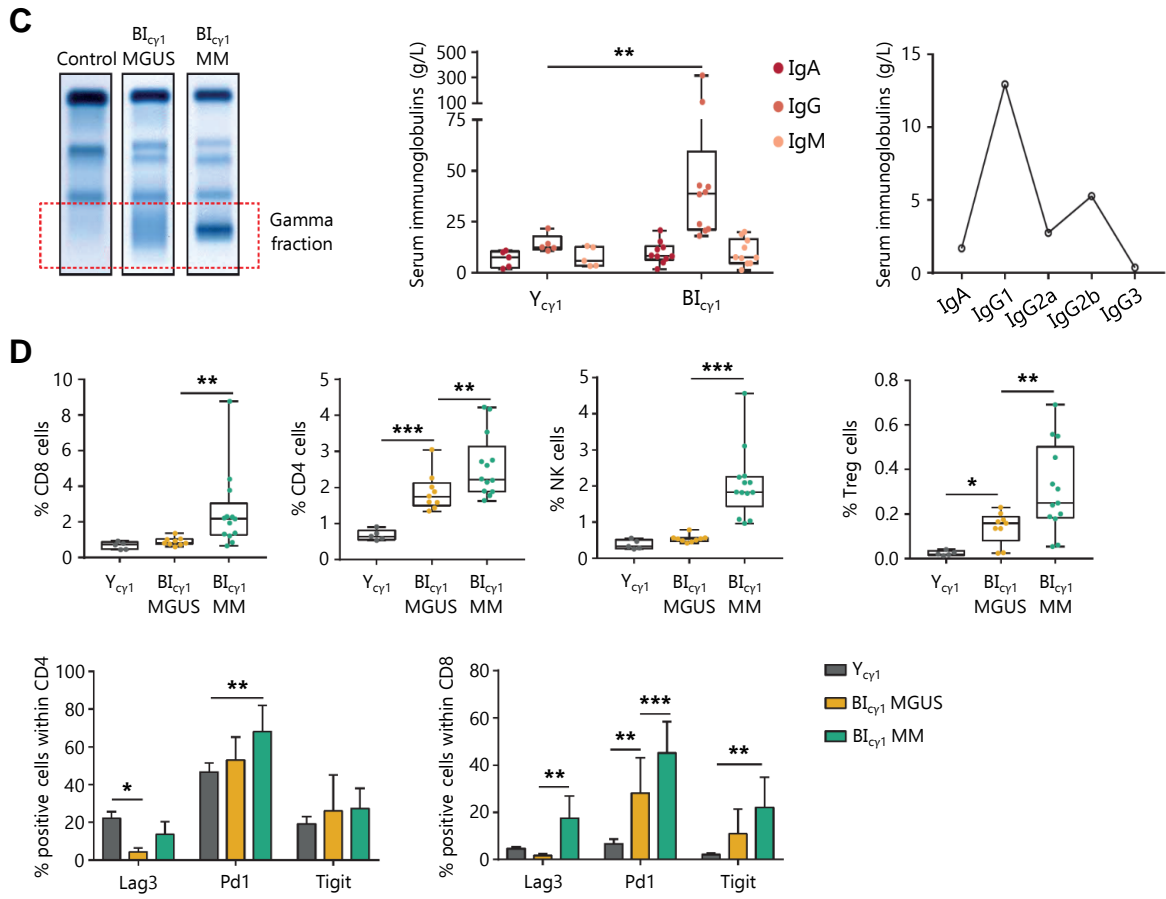 C
Control
BIcγ1
MGUS
BIcγ1
MM
Gamma
fraction
Serum immunoglobulins (g/L)
500
300
100
75
50
25
0
**
Ycγ1
BIcγ1
IgA
IgG
IgM
Serum immunoglobulins (g/L)
15
10
5
0
IgA
IgG1
IgG2a
IgG2b
IgG3
D
% CD8 cells
10
8
6
4
2
0
**
Ycγ1
BIcγ1
MGUS
BIcγ1
MM
% CD4 cells
5
4
3
2
1
0
***
**
Ycγ1
BIcγ1
MGUS
BIcγ1
MM
% NK cells
5
4
3
2
1
0
***
Ycγ1
BIcγ1
MGUS
BIcγ1
MM
% Treg cells
0.8
0.6
0.4
0.2
0.0
*
**
Ycγ1
BIcγ1
MGUS
BIcγ1
MM
% positive cells within CD4
100
80
60
40
20
0
*
**
Lag3
Pd1
Tigit
% positive cells within CD8
80
60
40
20
0
**
**
***
**
Lag3
Pd1
Tigit
Ycγ1
BIcγ1 MGUS
BIcγ1 MM